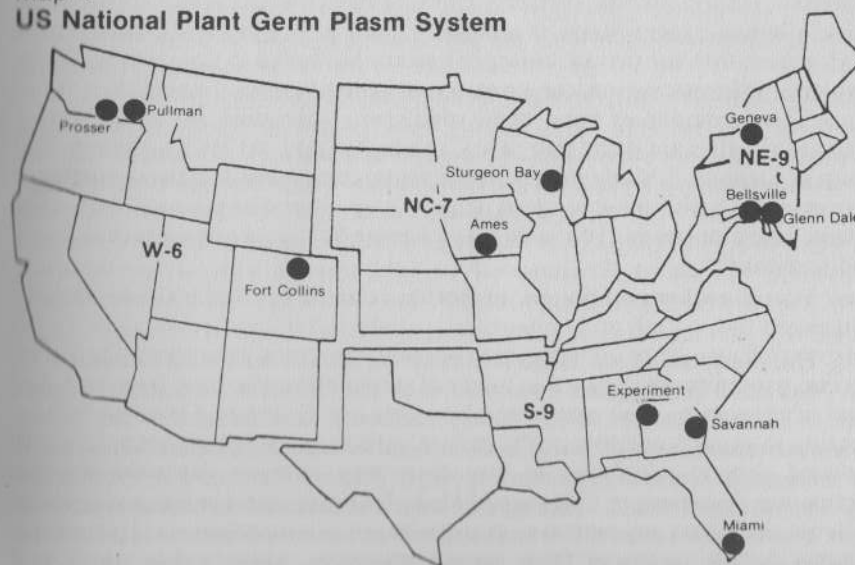 US National Plant Germ Plasm System
Prosser
Pullman
Geneva
NE-9
Sturgeon Bay
NC-7
Bellsville
Glenn Dale
Ames
W-6
Fort Collins
Experiment
S-9
Savannah
Miami